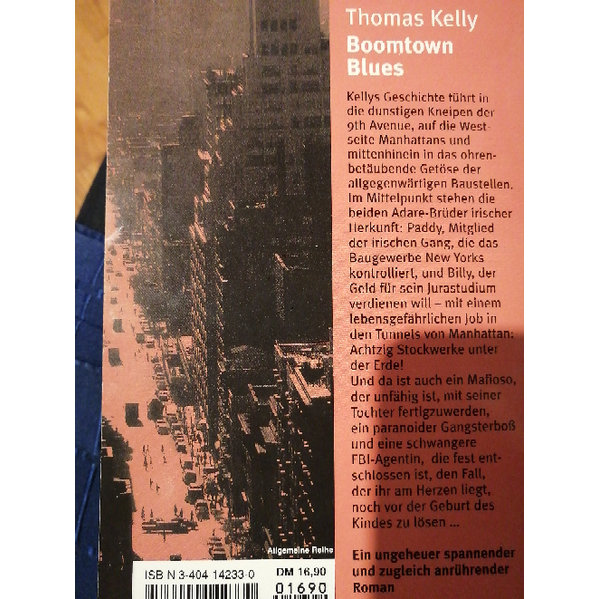 Thomas Kelly
Boomtown
Blues
Kellys Geschichte führt in
die dunstigen Kneipen der
9th Avenue, auf die West-
seite Manhattans und
mittenhinein in das ohren-
betäubende Getöse der
allgegenwärtigen Baustellen.
Im Mittelpunkt stehen die
beiden Adare-Brüder irischer
Herkunft: Paddy, Mitglied
der irischen Gang, die das
Baugewerbe New Yorks
kontrolliert, und Billy, der
Geld für sein Jurastudium
verdienen will – mit einem
lebensgefährlichen Job in
den Tunnels von Manhattan:
Achtzig Stockwerke unter
der Erde!
Und da ist auch ein Mafioso,
der unfähig ist, mit seiner
Tochter fertigzuwerden,
ein paranoider Gangsterboß
und eine schwangere
FBI-Agentin, die fest ent-
schlossen ist, den Fall,
der ihr am Herzen liegt,
noch vor der Geburt des
Kindes zu lösen ...
Ein ungeheuer spannender
und zugleich anrührender
Roman
Allgemeine Reihe
ISBN 3-404 14233-0
DM 16,90
01690